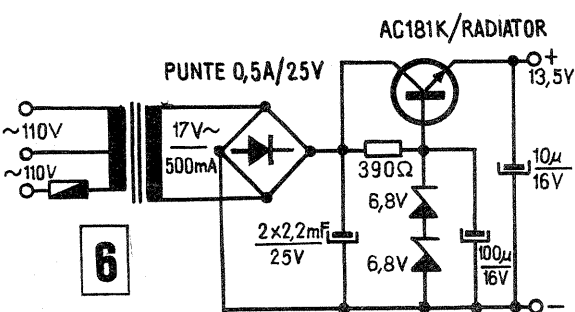 AC181K/RADIATOR
PUNTE 0,5A/25V
+
13,5V
~110V
~110V
17V~
500mA
390Ω
10μ
16V
6,8V
2x2,2mF
25V
6,8V
100μ
16V
6
−